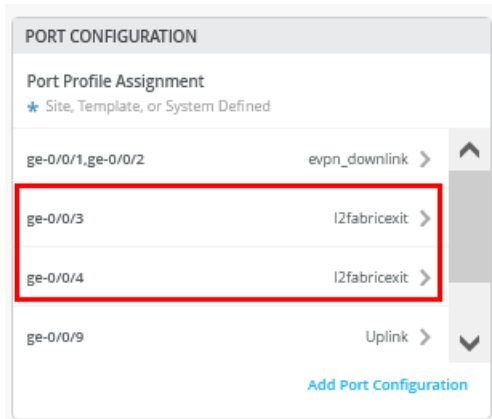 PORT CONFIGURATION
Port Profile Assignment
* Site, Template, or System Defined
ge-0/0/1,ge-0/0/2 evpn_downlink
ge-0/0/3 l2fabricexit
ge-0/0/4 l2fabricexit
ge-0/0/9 Uplink
Add Port Configuration